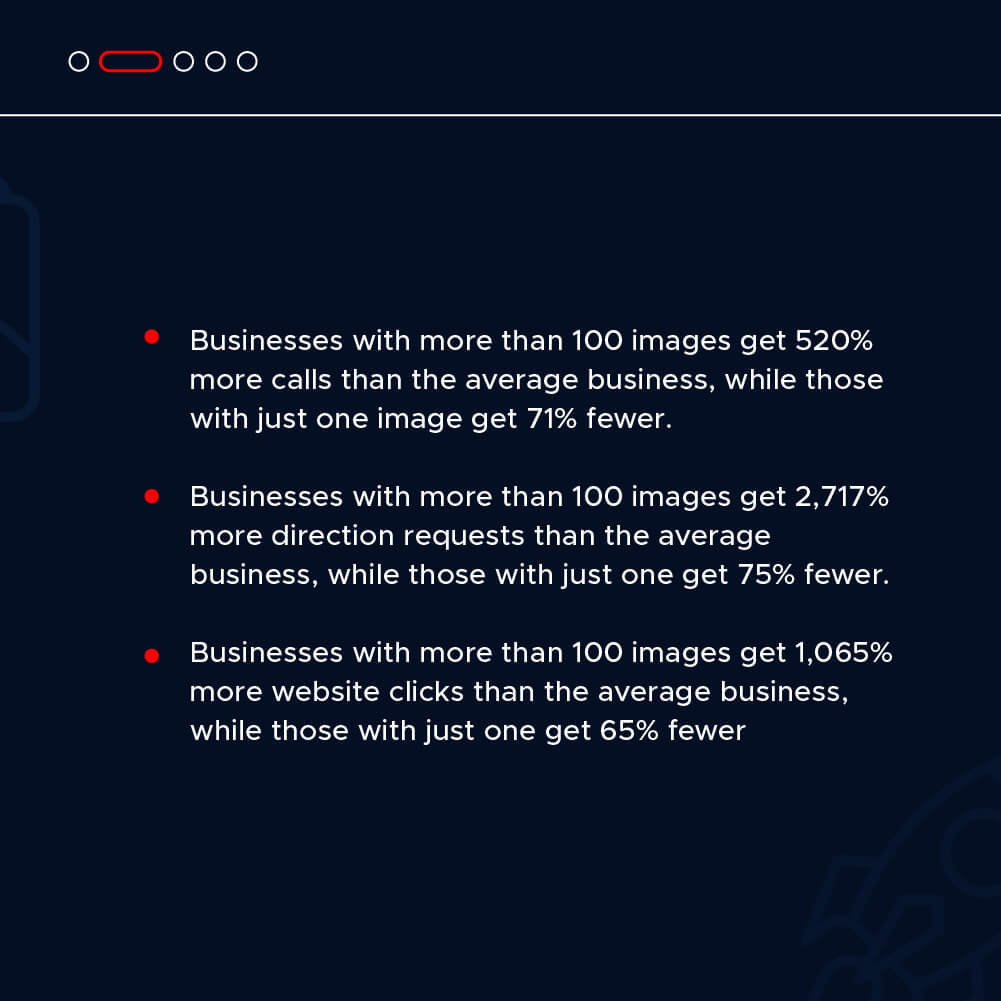 Businesses with more than 100 images get 520%
more calls than the average business, while those
with just one image get 71% fewer.
Businesses with more than 100 images get 2,717%
more direction requests than the average
business, while those with just one get 75% fewer.
Businesses with more than 100 images get 1,065%
more website clicks than the average business,
while those with just one get 65% fewer